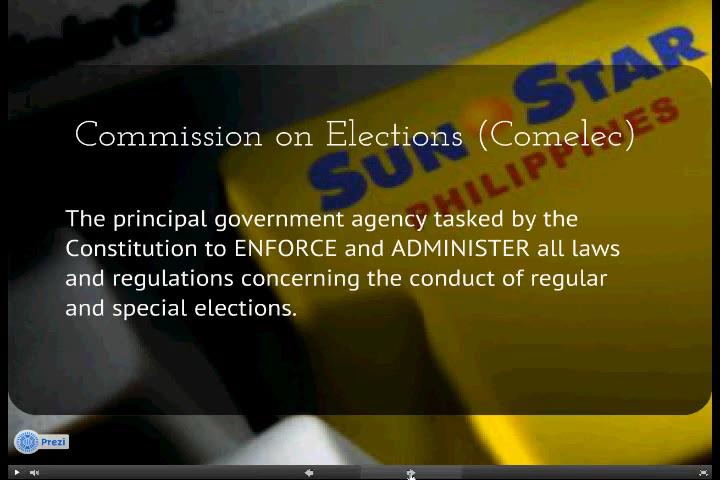 SUN STAR
PHILIPPINES
Commission on Elections (Comelec)
The principal government agency tasked by the
Constitution to ENFORCE and ADMINISTER all laws
and regulations concerning the conduct of regular
and special elections.
Prezi